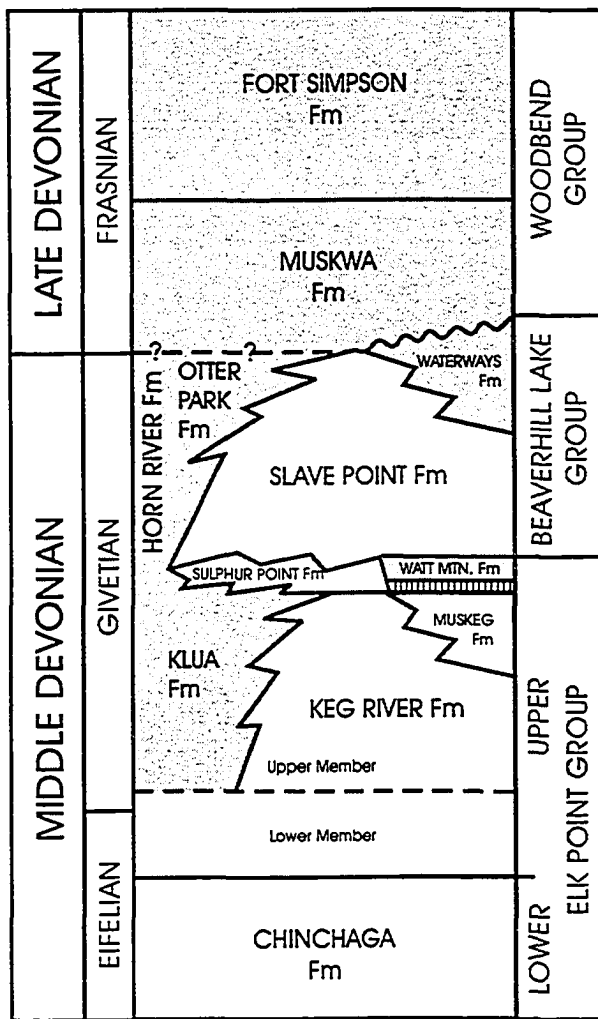 LATE DEVONIAN
MIDDLE DEVONIAN
FRASNIAN
GIVETIAN
EIFELIAN
FORT SIMPSON
Fm
MUSKWA
Fm
?
?
HORN RIVER Fm
OTTER
PARK
Fm
WATERWAYS
Fm
SLAVE POINT Fm
SULPHUR POINT Fm
WATT MTN. Fm
MUSKEG
Fm
KLUA
Fm
KEG RIVER Fm
Upper Member
Lower Member
CHINCHAGA
Fm
WOODBEND
GROUP
BEAVERHILL LAKE
GROUP
UPPER
LOWER
ELK POINT GROUP